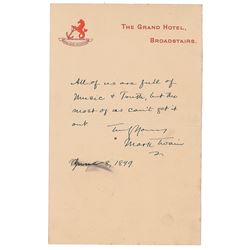 THE GRAND HOTEL,
BROADSTAIRS.
All of us are full of
Music & Truth, but the
most of us can't get it
out.
Truly Yours
Mark Twain
8, 1899.